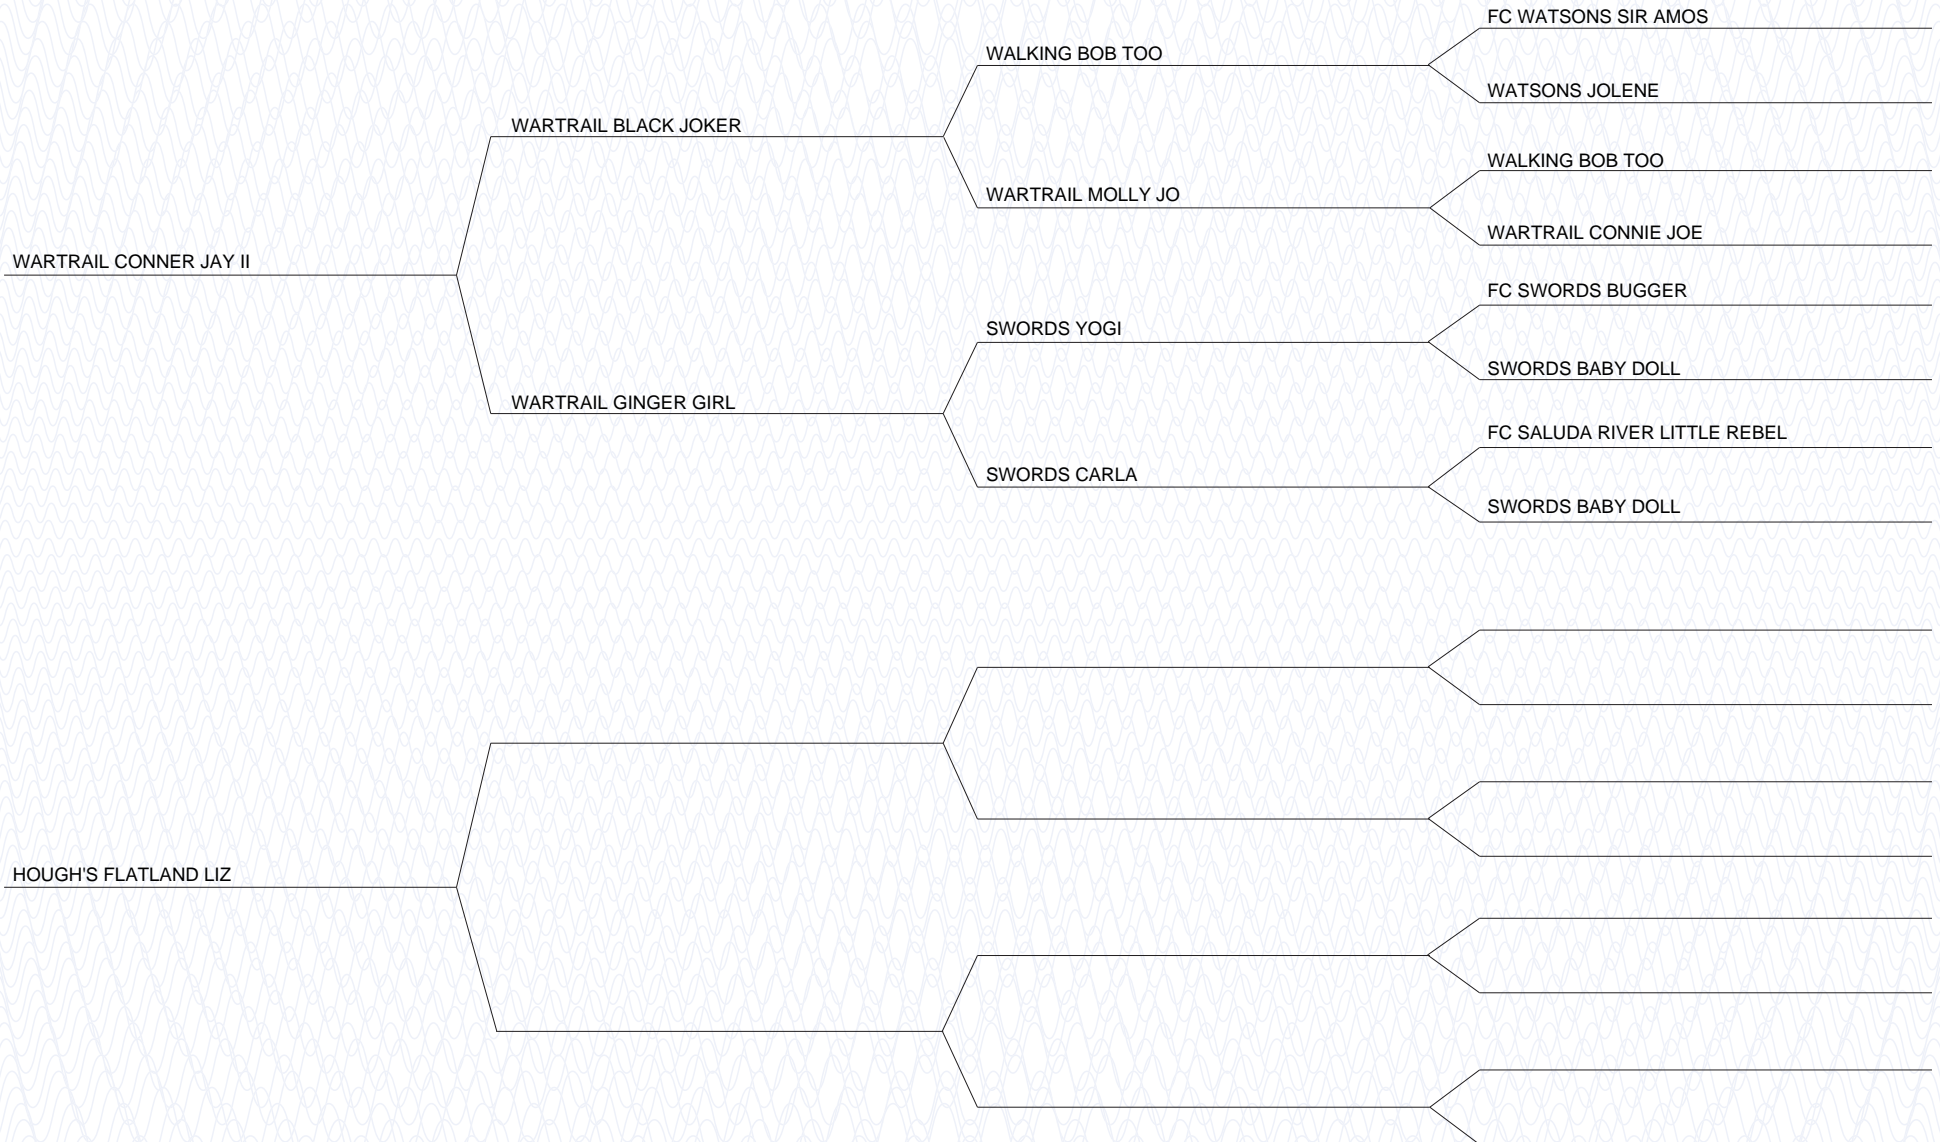 FC WATSONS SIR AMOS
WALKING BOB TOO
WATSONS JOLENE
WARTRAIL BLACK JOKER
WALKING BOB TOO
WARTRAIL MOLLY JO
WARTRAIL CONNIE JOE
WARTRAIL CONNER JAY II
FC SWORDS BUGGER
SWORDS YOGI
SWORDS BABY DOLL
WARTRAIL GINGER GIRL
FC SALUDA RIVER LITTLE REBEL
SWORDS CARLA
SWORDS BABY DOLL
HOUGH'S FLATLAND LIZ